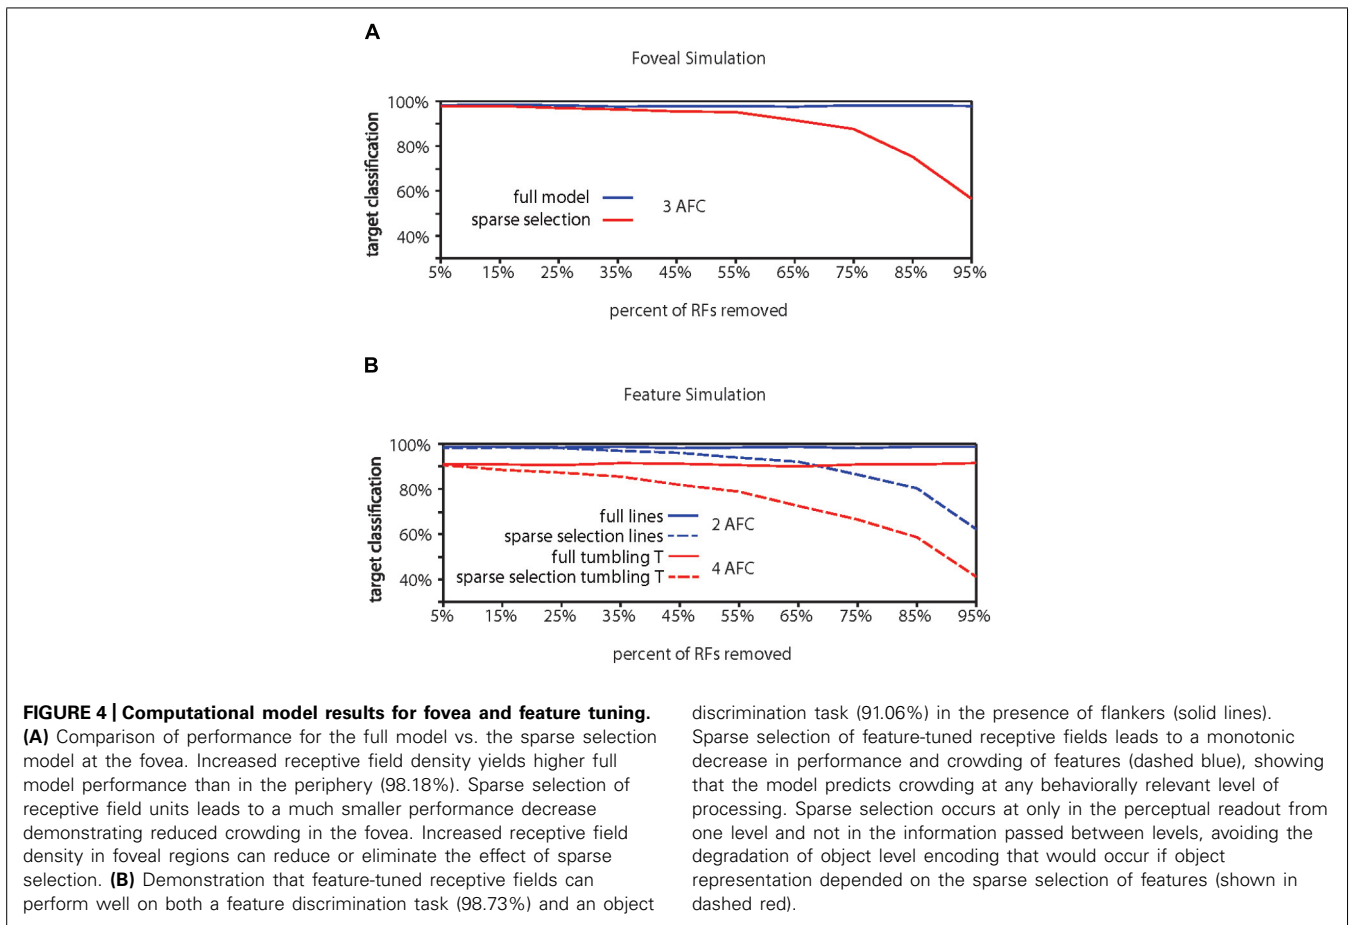 A
Foveal Simulation
target classification
100%
80%
60%
40%
full model
sparse selection
3 AFC
5% 15% 25% 35% 45% 55% 65% 75% 85% 95%
percent of RFs removed
B
Feature Simulation
target classification
100%
80%
60%
40%
full lines
sparse selection lines
2 AFC
full tumbling T
sparse selection tumbling T
4 AFC
5% 15% 25% 35% 45% 55% 65% 75% 85% 95%
percent of RFs removed
FIGURE 4 | Computational model results for fovea and feature tuning.
(A) Comparison of performance for the full model vs. the sparse selection
model at the fovea. Increased receptive field density yields higher full
model performance than in the periphery (98.18%). Sparse selection of
receptive field units leads to a much smaller performance decrease
demonstrating reduced crowding in the fovea. Increased receptive field
density in foveal regions can reduce or eliminate the effect of sparse
selection. (B) Demonstration that feature-tuned receptive fields can
perform well on both a feature discrimination task (98.73%) and an object
discrimination task (91.06%) in the presence of flankers (solid lines).
Sparse selection of feature-tuned receptive fields leads to a monotonic
decrease in performance and crowding of features (dashed blue), showing
that the model predicts crowding at any behaviorally relevant level of
processing. Sparse selection occurs at only in the perceptual readout from
one level and not in the information passed between levels, avoiding the
degradation of object level encoding that would occur if object
representation depended on the sparse selection of features (shown in
dashed red).